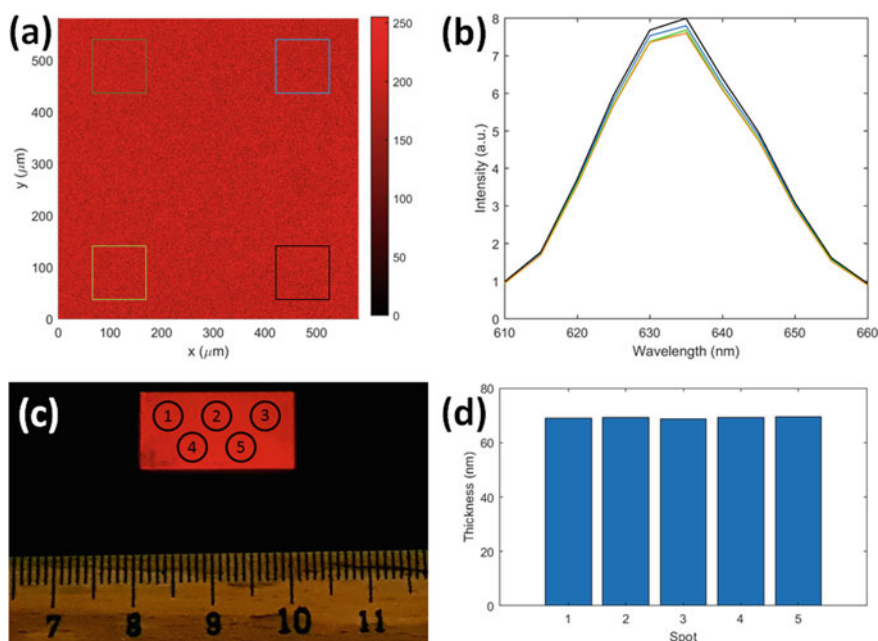 (a)
500
400
300
200
100
0
y (μm)
0 100 200 300 400 500
x (μm)
250
200
150
100
50
0
(b)
8
7
6
5
4
3
2
1
0
Intensity (a.u.)
610 620 630 640 650 660
Wavelength (nm)
(c)
1 2 3
4 5
7 8 9 10 11
(d)
80
60
40
20
0
Thickness (nm)
1 2 3 4 5
Spot